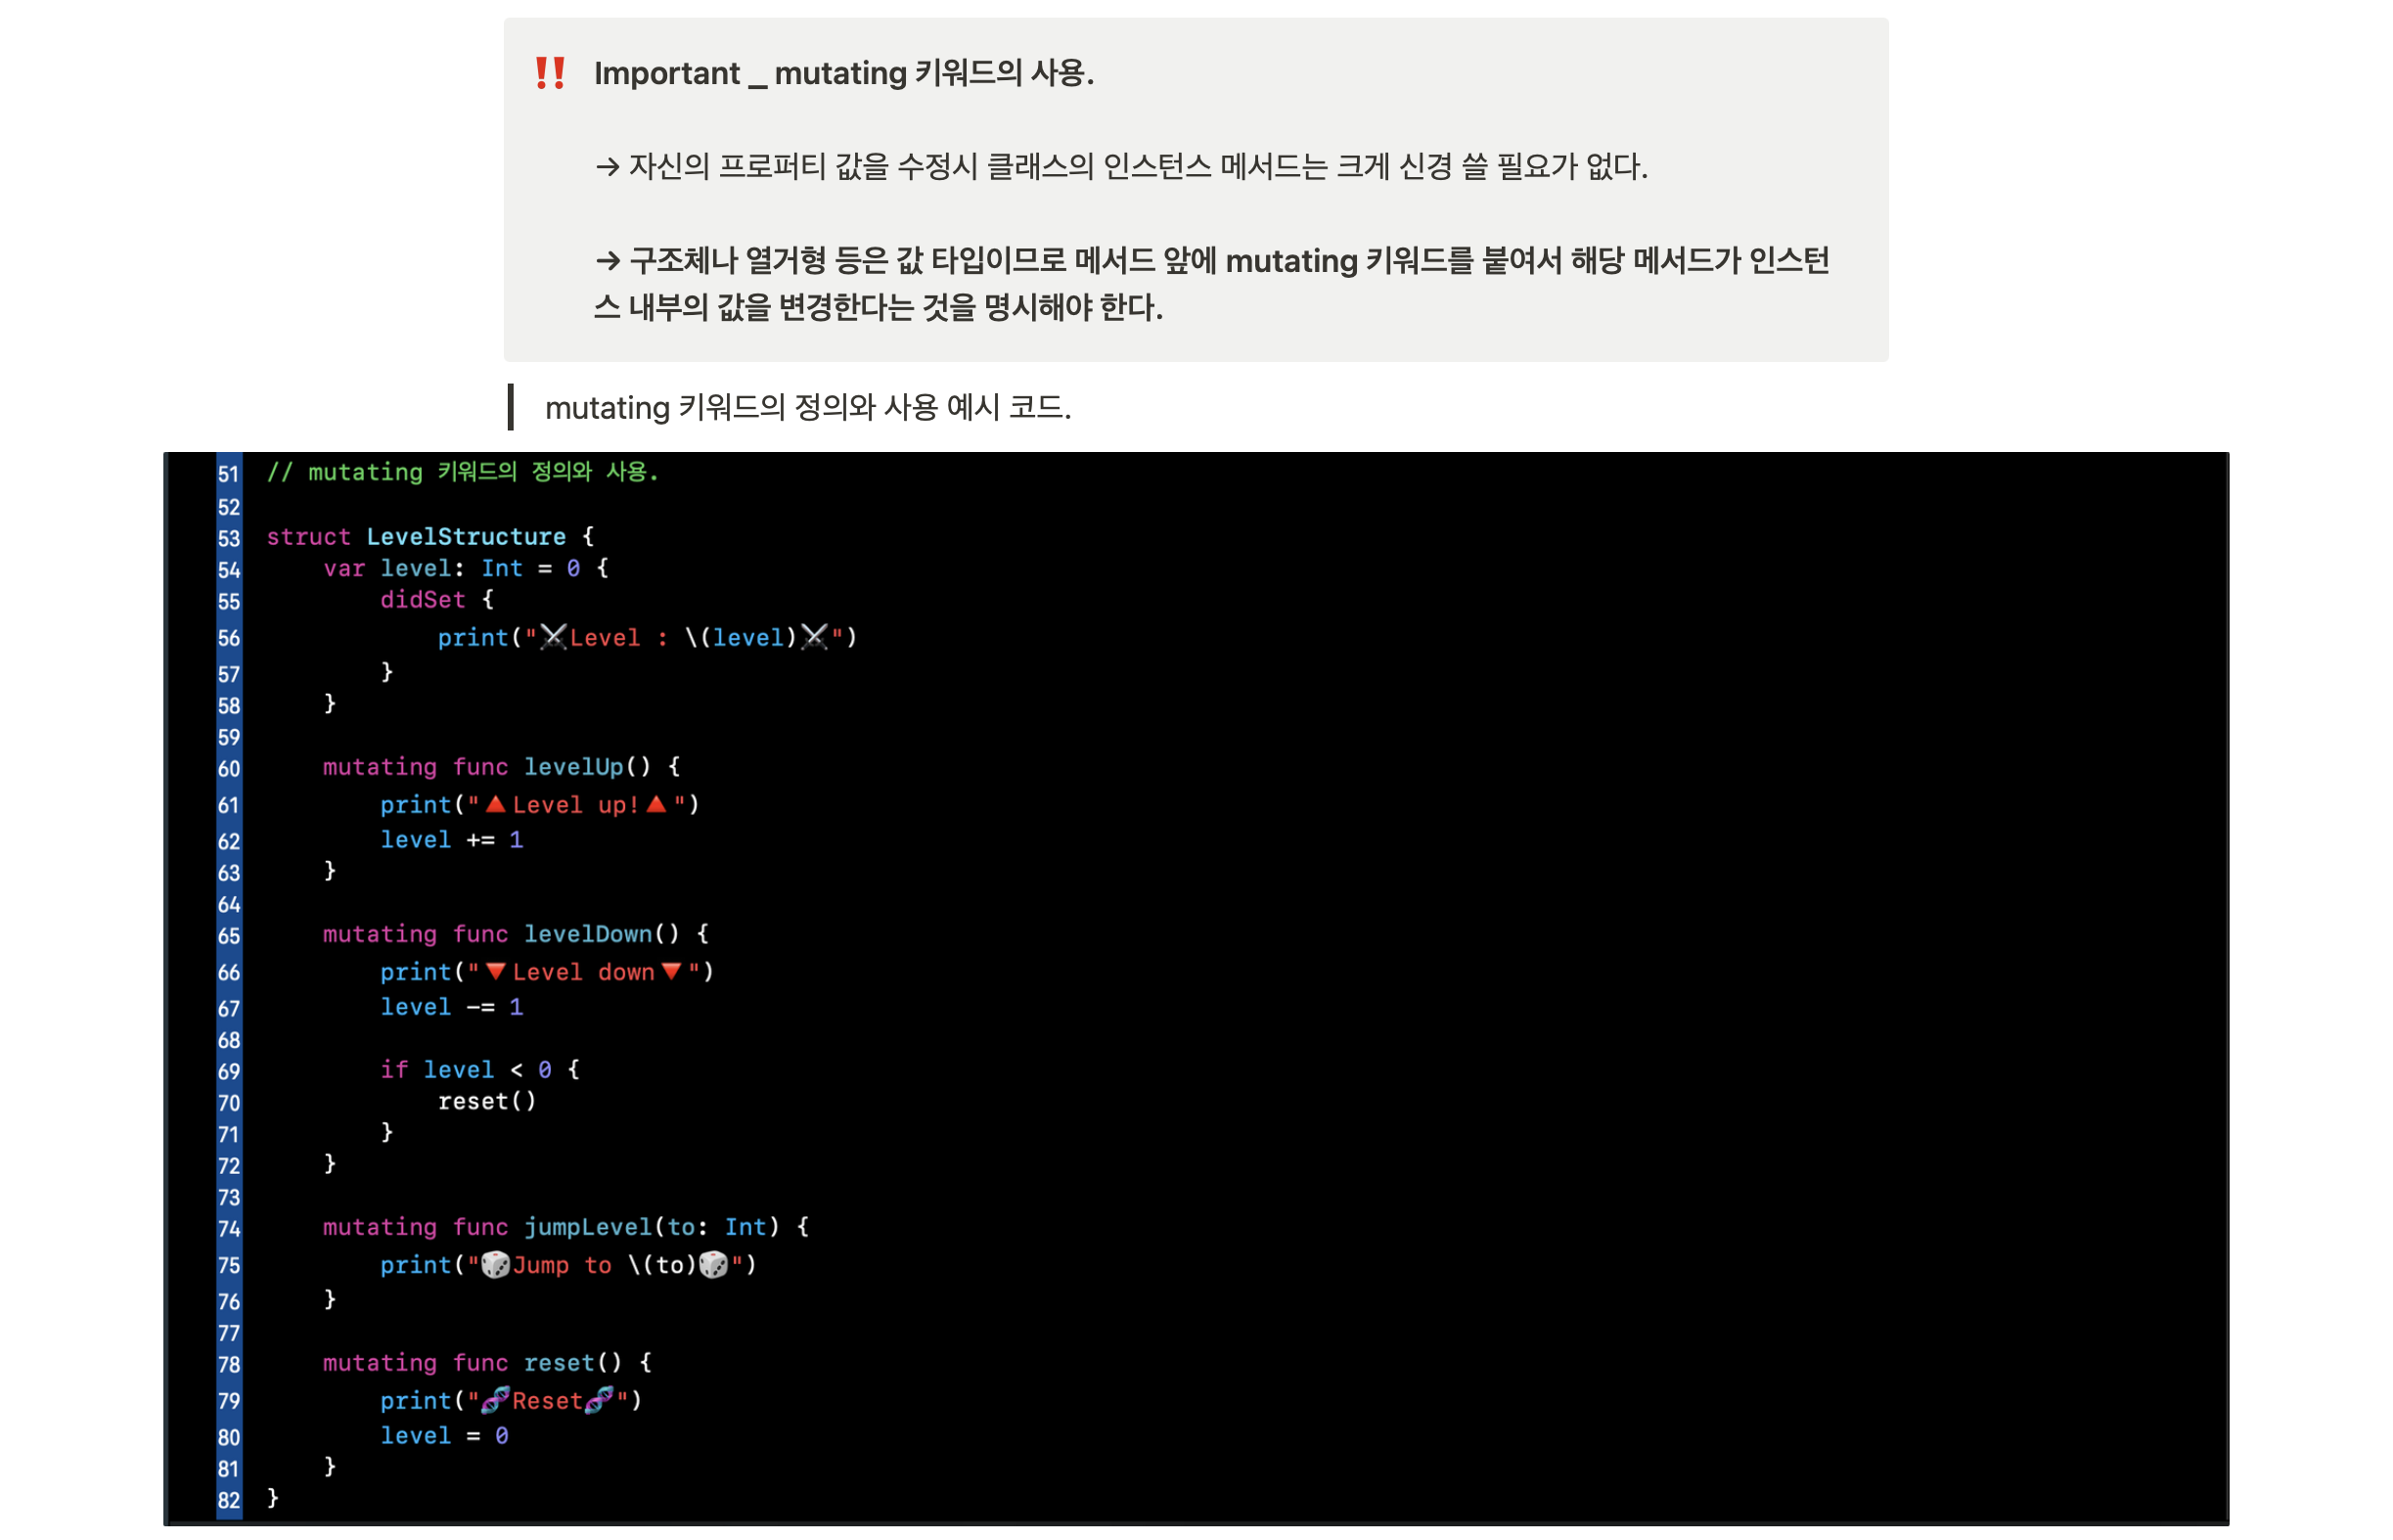 ‼️ Important _ mutating 키워드의 사용.
→ 자신의 프로퍼티 값을 수정시 클래스의 인스턴스 메서드는 크게 신경 쓸 필요가 없다.
→ 구조체나 열거형 등은 값 타입이므로 메서드 앞에 mutating 키워드를 붙여서 해당 메서드가 인스턴
스 내부의 값을 변경한다는 것을 명시해야 한다.
mutating 키워드의 정의와 사용 예시 코드.
51 // mutating 키워드의 정의와 사용.
52
53 struct LevelStructure {
54     var level: Int = 0 {
55         didSet {
56             print("⚔️Level : \(level)⚔️")
57         }
58     }
59
60     mutating func levelUp() {
61         print("🔺Level up!🔺")
62         level += 1
63     }
64
65     mutating func levelDown() {
66         print("🔻Level down🔻")
67         level -= 1
68
69         if level < 0 {
70             reset()
71         }
72     }
73
74     mutating func jumpLevel(to: Int) {
75         print("🎲Jump to \(to)🎲")
76     }
77
78     mutating func reset() {
79         print("🧬Reset🧬")
80         level = 0
81     }
82 }